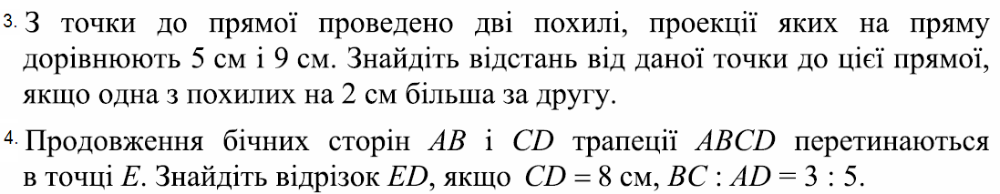 3. З точки до прямої проведено дві похилі, проекції яких на пряму
дорівнюють 5 см і 9 см. Знайдіть відстань від даної точки до цієї прямої,
якщо одна з похилих на 2 см більша за другу.
4. Продовження бічних сторін AB і CD трапеції ABCD перетинаються
в точці E. Знайдіть відрізок ED, якщо CD = 8 см, BC : AD = 3 : 5.